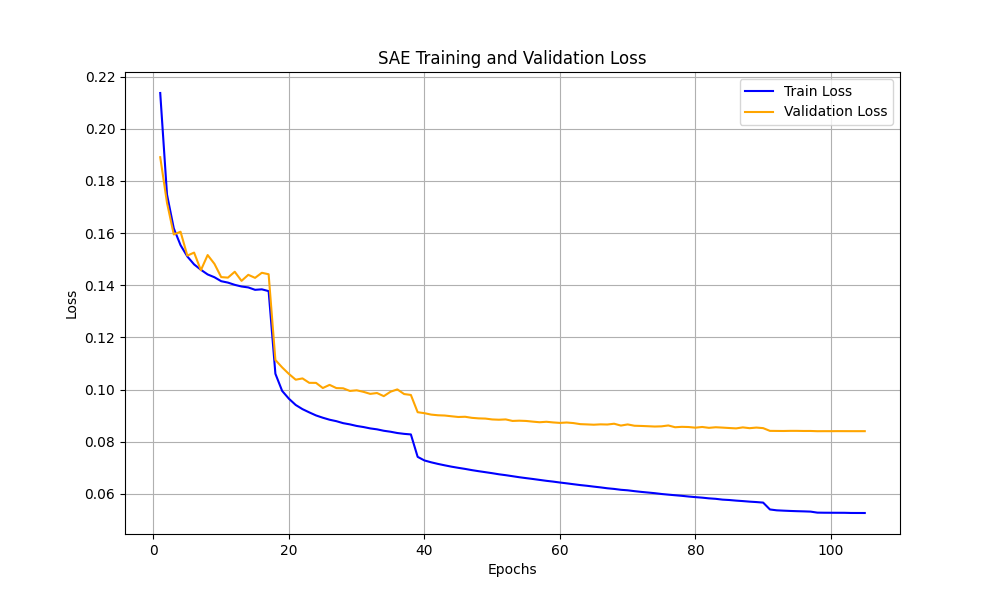 SAE Training and Validation Loss
Train Loss
Validation Loss
Loss
0.22
0.20
0.18
0.16
0.14
0.12
0.10
0.08
0.06
0 20 40 60 80 100
Epochs